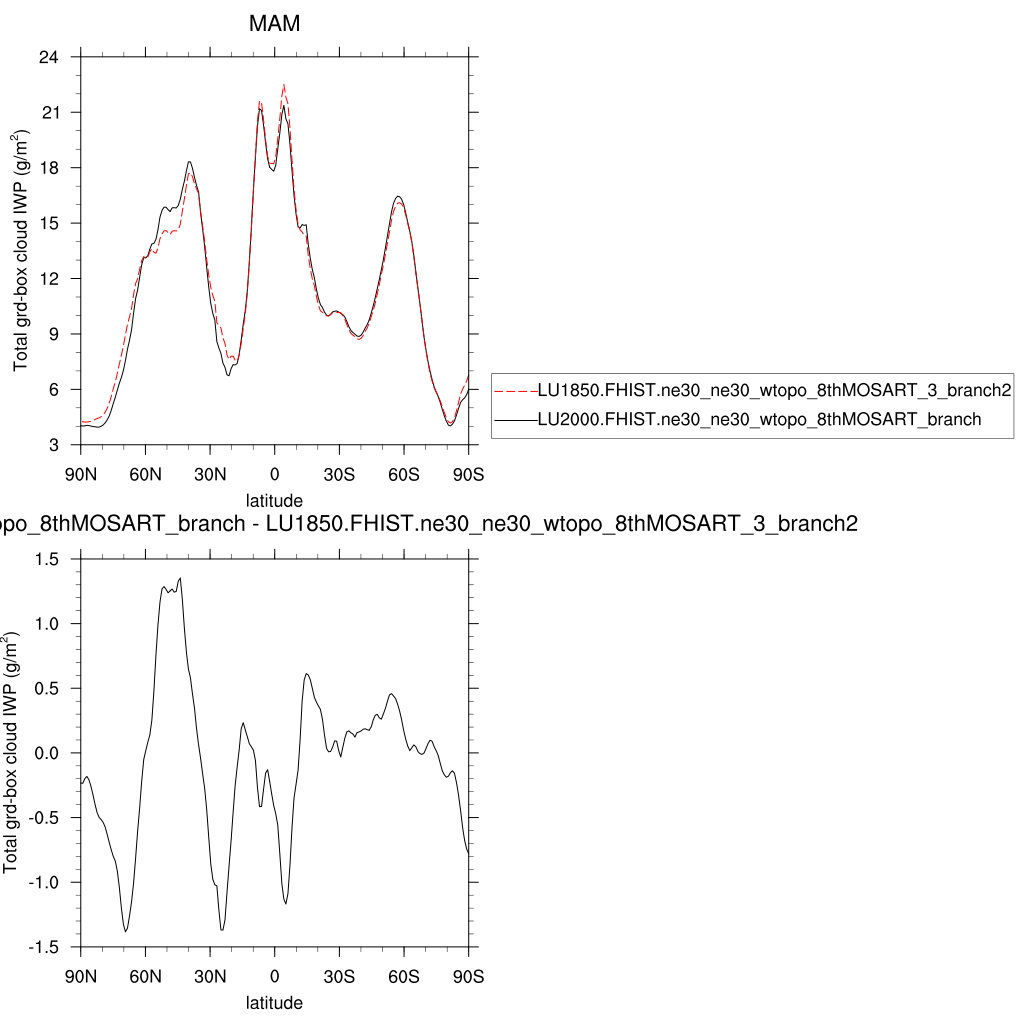 MAM
Total grd-box cloud IWP (g/m²)
24
21
18
15
12
9
6
3
90N 60N 30N 0 30S 60S 90S
latitude
LU1850.FHIST.ne30_ne30_wtopo_8thMOSART_3_branch2
LU2000.FHIST.ne30_ne30_wtopo_8thMOSART_branch
opo_8thMOSART_branch - LU1850.FHIST.ne30_ne30_wtopo_8thMOSART_3_branch2
Total grd-box cloud IWP (g/m²)
1.5
1.0
0.5
0.0
-0.5
-1.0
-1.5
90N 60N 30N 0 30S 60S 90S
latitude